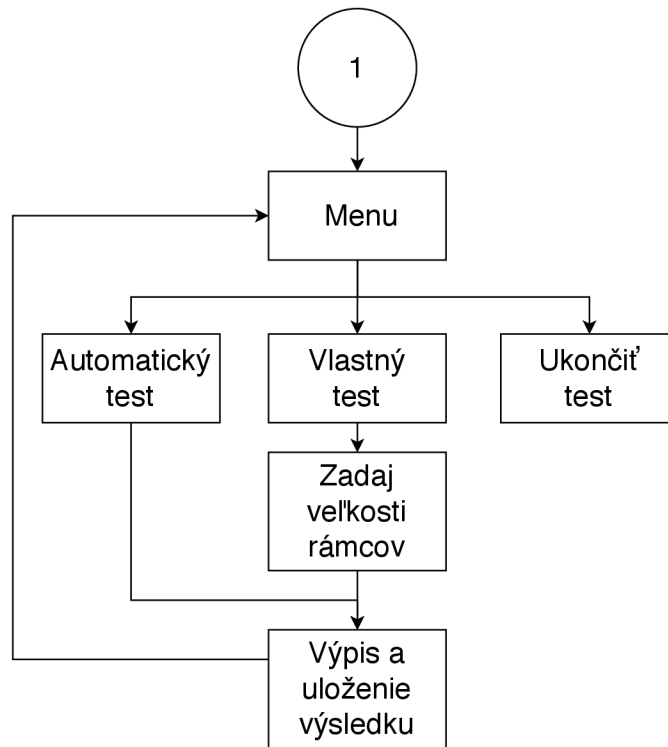 1
Menu
Automatický
test
Vlastný
test
Ukončiť
test
Zadaj
veľkosti
rámcov
Výpis a
uloženie
výsledku